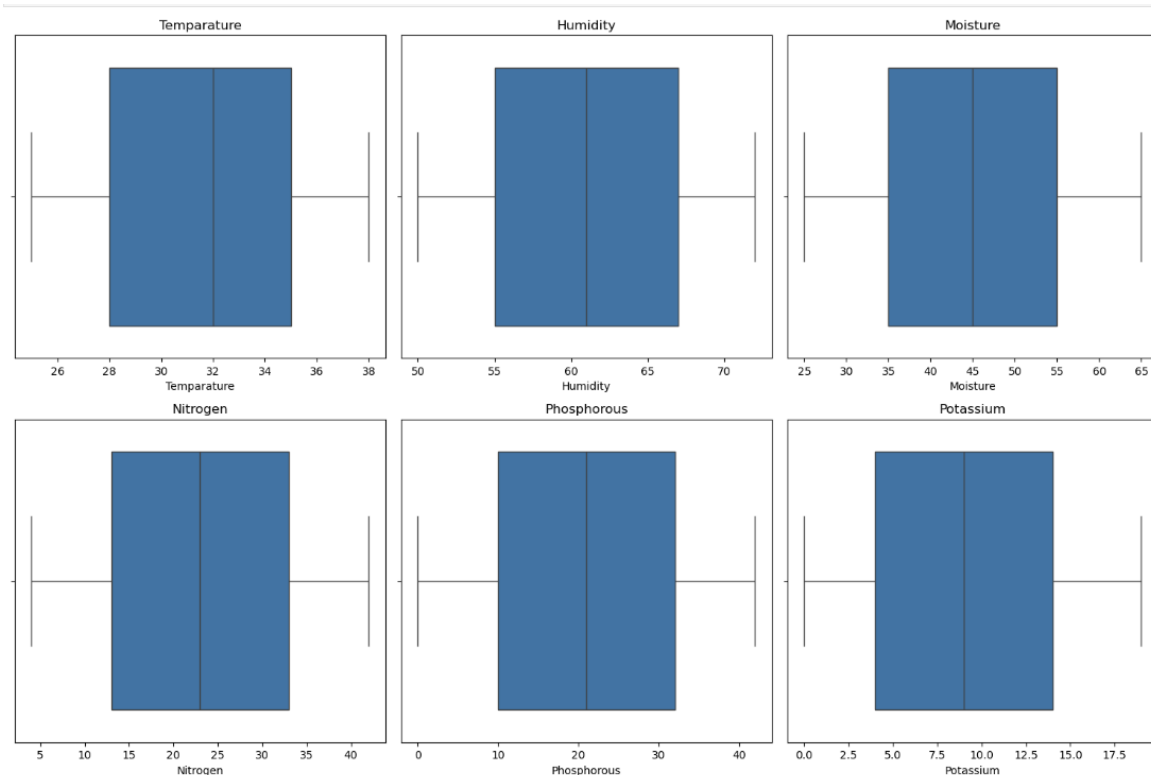 Temparature Humidity Moisture
26 28 30 32 34 36 38 50 55 60 65 70 25 30 35 40 45 50 55 60 65
Temparature Humidity Moisture
Nitrogen Phosphorous Potassium
5 10 15 20 25 30 35 40 0 10 20 30 40 0.0 2.5 5.0 7.5 10.0 12.5 15.0 17.5
Nitrogen Phosphorous Potassium